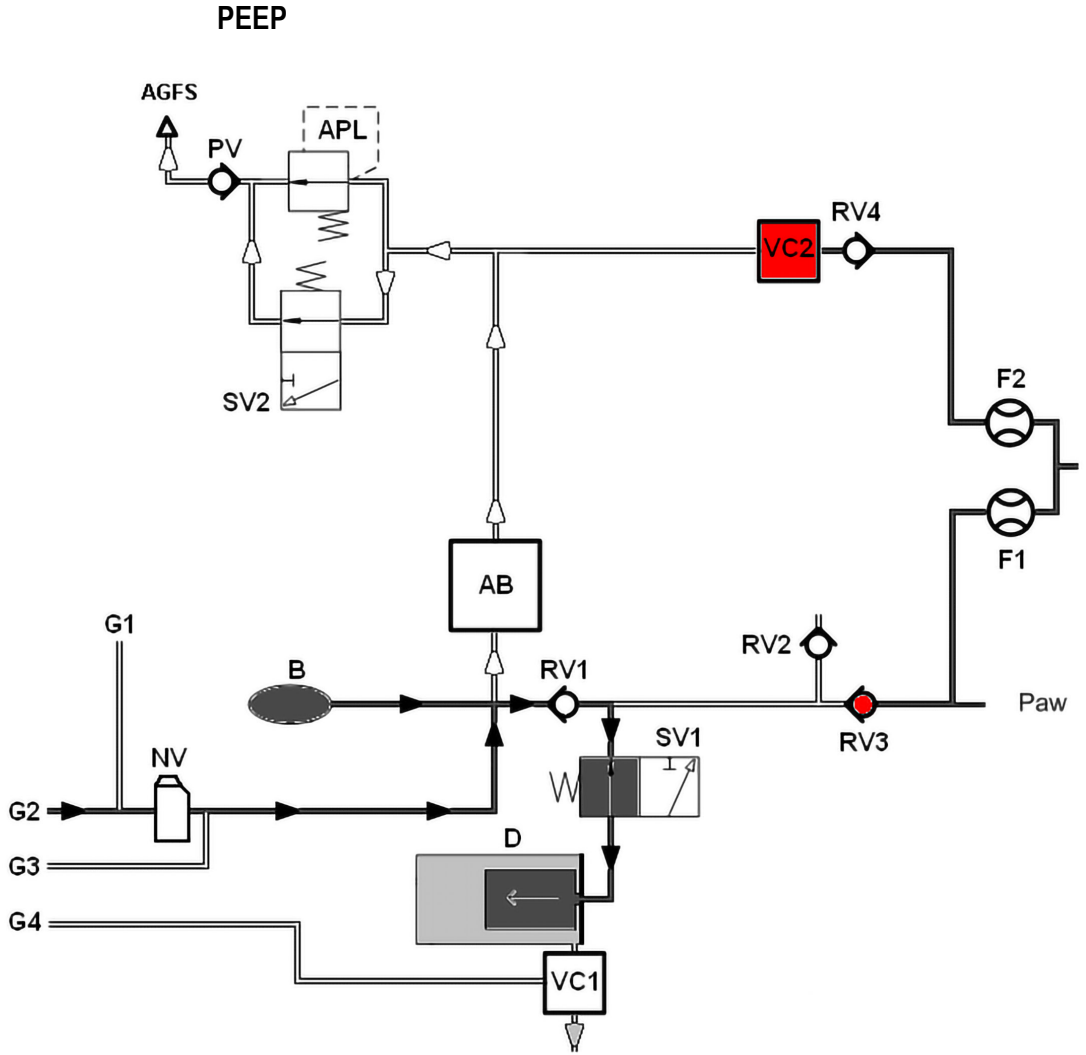 PEEP
AGFS
APL
PV
RV4
VC2
F2
SV2
F1
AB
G1
RV2
B
RV1
Paw
RV3
SV1
NV
G2
D
G3
G4
VC1